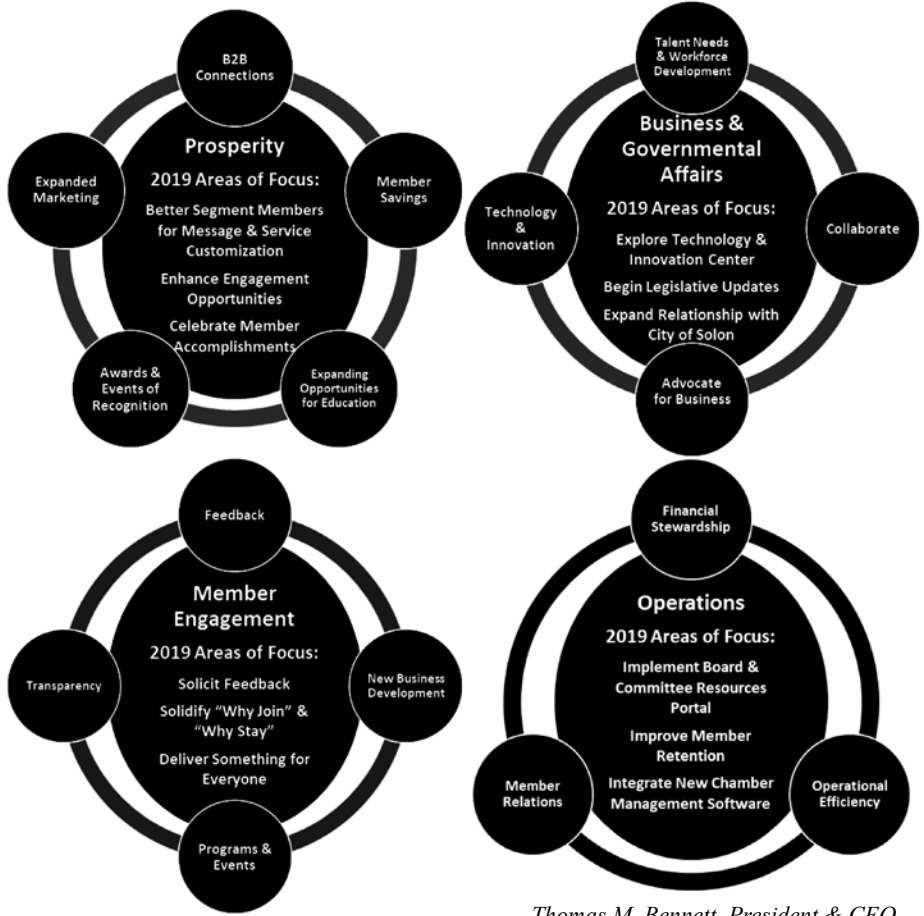 B2B
Connections
Expanded
Marketing
Member
Savings
Prosperity
2019 Areas of Focus:
Better Segment Members
for Message & Service
Customization
Enhance Engagement
Opportunities
Celebrate Member
Accomplishments
Awards &
Events of
Recognition
Expanding
Opportunities
for Education
Talent Needs
& Workforce
Development
Technology
&
Innovation
Collaborate
Business &
Governmental
Affairs
2019 Areas of Focus:
Explore Technology &
Innovation Center
Begin Legislative Updates
Expand Relationship with
City of Solon
Advocate
for Business
Feedback
Transparency
New Business
Development
Member
Engagement
2019 Areas of Focus:
Solicit Feedback
Solidify “Why Join” &
“Why Stay”
Deliver Something for
Everyone
Programs &
Events
Financial
Stewardship
Operations
2019 Areas of Focus:
Implement Board &
Committee Resources
Portal
Improve Member
Retention
Integrate New Chamber
Management Software
Member
Relations
Operational
Efficiency
Thomas M. Bennett, President & CEO